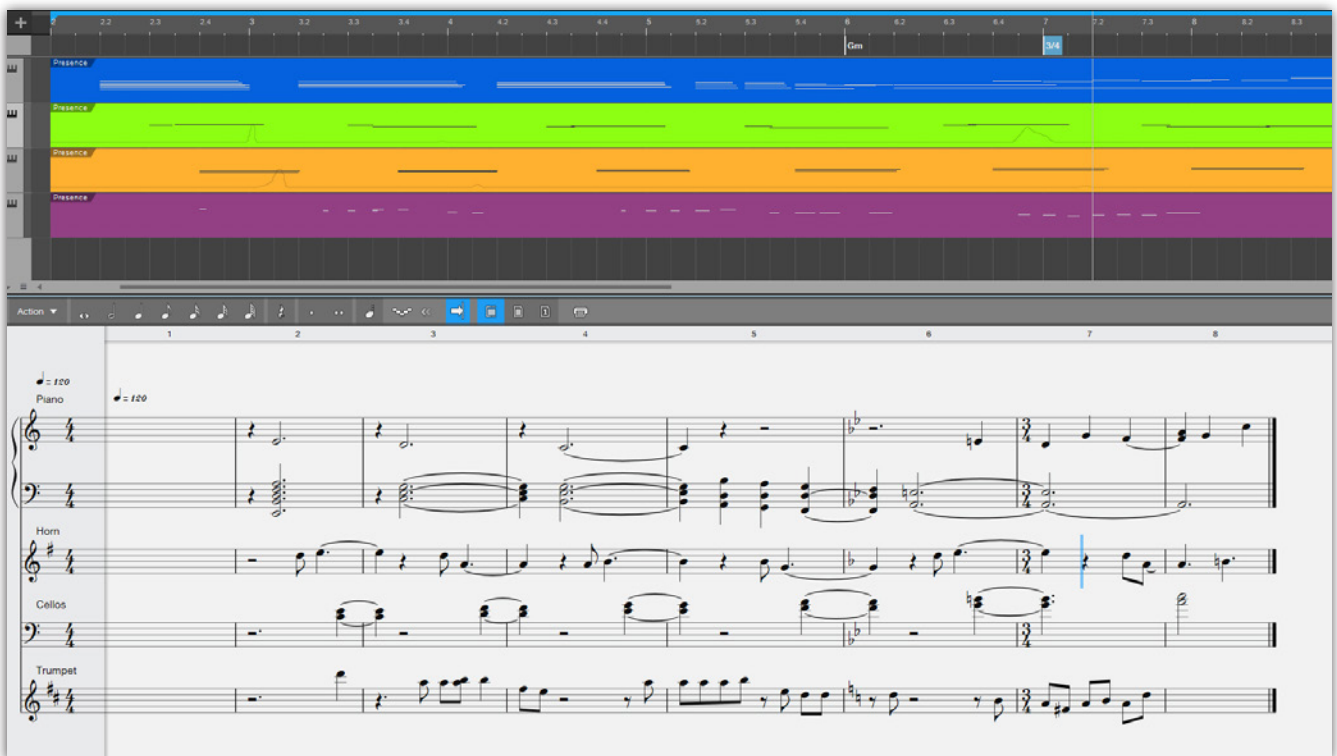 2 2.2 2.3 2.4 3 3.2 3.3 3.4 4 4.2 4.3 4.4 5 5.2 5.3 5.4 6 6.2 6.3 6.4 7 7.2 7.3 8 8.2 8.3
Gm 3/4
Presence
Presence
Presence
Presence
Action
1 2 3 4 5 6 7 8
= 120
Piano = 120
Horn
Cellos
Trumpet